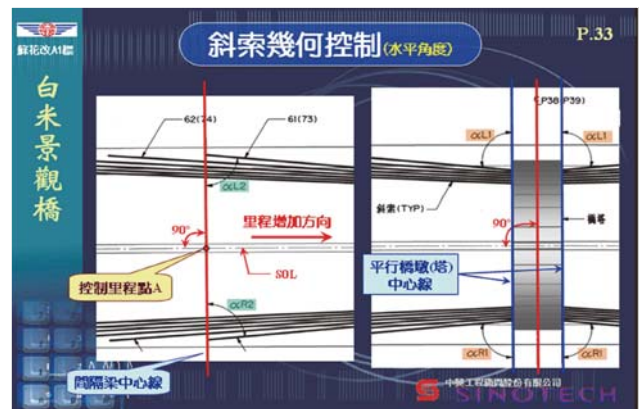 蘇花改A1標
斜索幾何控制(水平角度)
P.33
白米景觀橋
62(74)
61(73)
αL2
90°
里程增加方向
SOL
控制里程點A
αR2
間隔梁中心線
℄P38(P39)
αL1
αL1
斜索(TYP)
橋塔
90°
平行橋墩(塔)
中心線
αR1
αR1
中興工程顧問股份有限公司
SINOTECH